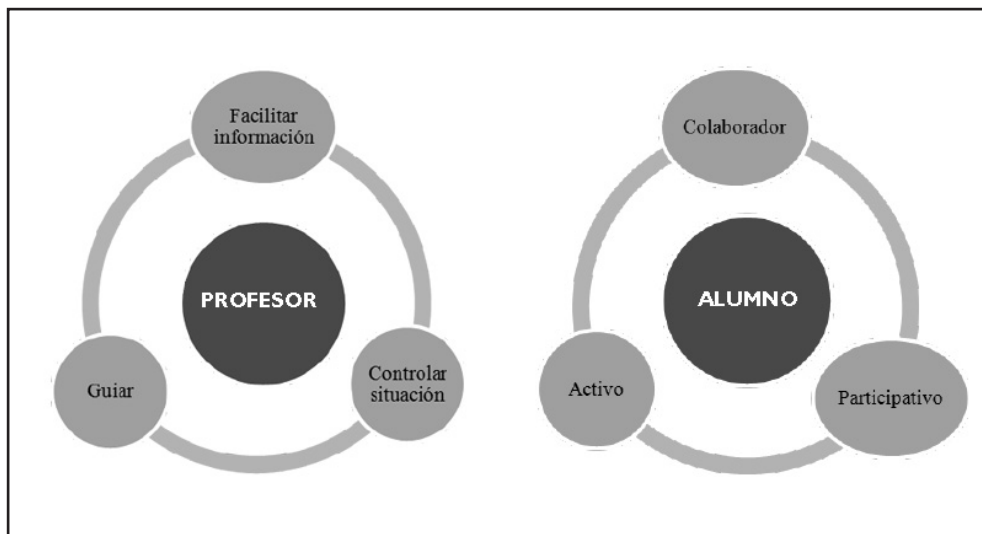 Facilitar
información
PROFESOR
Guiar
Controlar
situación
Colaborador
ALUMNO
Activo
Participativo